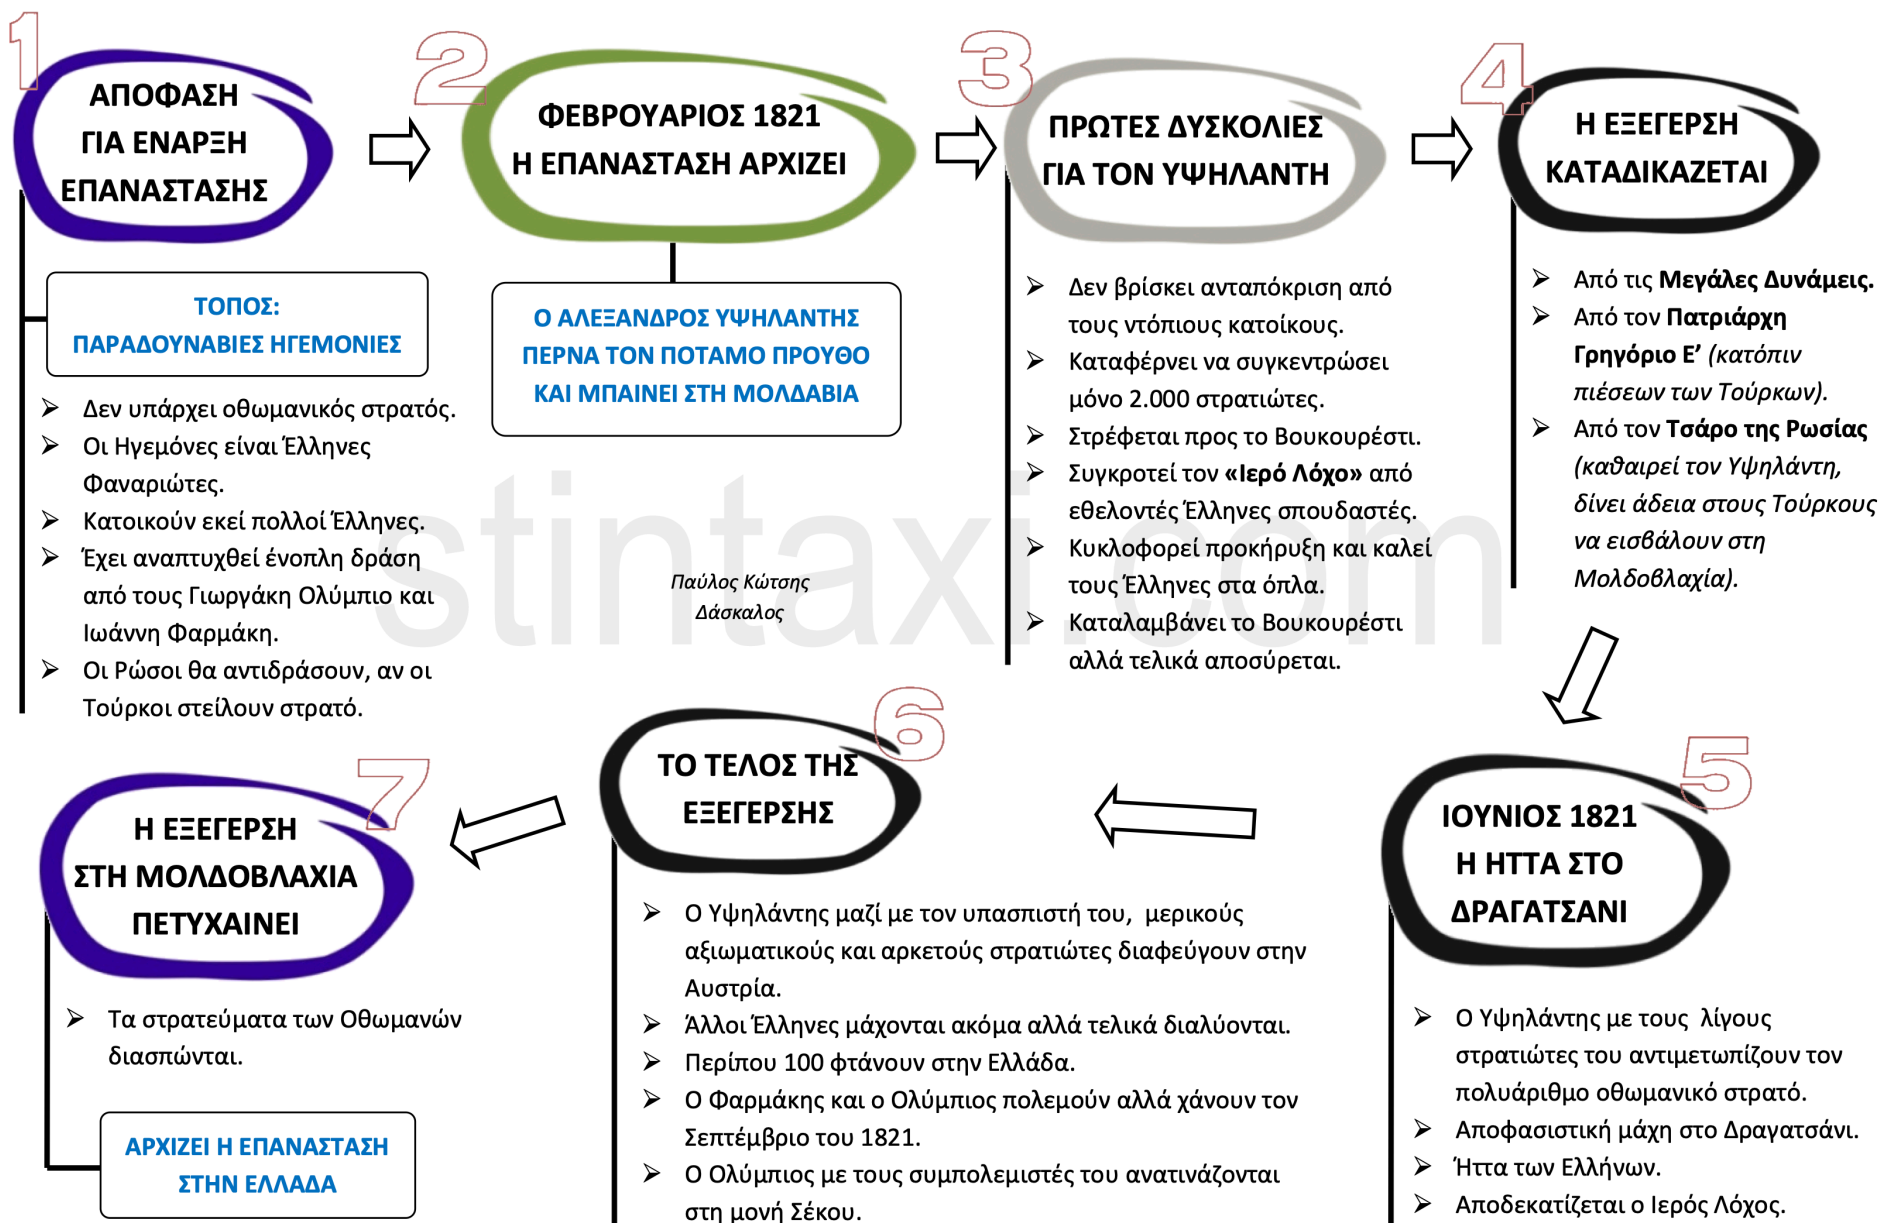 1
ΑΠΟΦΑΣΗ
ΓΙΑ ΕΝΑΡΞΗ
ΕΠΑΝΑΣΤΑΣΗΣ
ΤΟΠΟΣ:
ΠΑΡΑΔΟΥΝΑΒΙΕΣ ΗΓΕΜΟΝΙΕΣ
➢ Δεν υπάρχει οθωμανικός στρατός.
➢ Οι Ηγεμόνες είναι Έλληνες
Φαναριώτες.
➢ Κατοικούν εκεί πολλοί Έλληνες.
➢ Έχει αναπτυχθεί ένοπλη δράση
από τους Γιωργάκη Ολύμπιο και
Ιωάννη Φαρμάκη.
➢ Οι Ρώσοι θα αντιδράσουν, αν οι
Τούρκοι στείλουν στρατό.
2
ΦΕΒΡΟΥΑΡΙΟΣ 1821
Η ΕΠΑΝΑΣΤΑΣΗ ΑΡΧΙΖΕΙ
Ο ΑΛΕΞΑΝΔΡΟΣ ΥΨΗΛΑΝΤΗΣ
ΠΕΡΝΑ ΤΟΝ ΠΟΤΑΜΟ ΠΡΟΥΘΟ
ΚΑΙ ΜΠΑΙΝΕΙ ΣΤΗ ΜΟΛΔΑΒΙΑ
Παύλος Κώτσης
Δάσκαλος
stintaxi.com
3
ΠΡΩΤΕΣ ΔΥΣΚΟΛΙΕΣ
ΓΙΑ ΤΟΝ ΥΨΗΛΑΝΤΗ
➢ Δεν βρίσκει ανταπόκριση από
τους ντόπιους κατοίκους.
➢ Καταφέρνει να συγκεντρώσει
μόνο 2.000 στρατιώτες.
➢ Στρέφεται προς το Βουκουρέστι.
➢ Συγκροτεί τον «Ιερό Λόχο» από
εθελοντές Έλληνες σπουδαστές.
➢ Κυκλοφορεί προκήρυξη και καλεί
τους Έλληνες στα όπλα.
➢ Καταλαμβάνει το Βουκουρέστι
αλλά τελικά αποσύρεται.
4
Η ΕΞΕΓΕΡΣΗ
ΚΑΤΑΔΙΚΑΖΕΤΑΙ
➢ Από τις Μεγάλες Δυνάμεις.
➢ Από τον Πατριάρχη
Γρηγόριο Ε’ (κατόπιν
πιέσεων των Τούρκων).
➢ Από τον Τσάρο της Ρωσίας
(καθαιρεί τον Υψηλάντη,
δίνει άδεια στους Τούρκους
να εισβάλουν στη
Μολδοβλαχία).
5
ΙΟΥΝΙΟΣ 1821
Η ΗΤΤΑ ΣΤΟ
ΔΡΑΓΑΤΣΑΝΙ
➢ Ο Υψηλάντης με τους λίγους
στρατιώτες του αντιμετωπίζουν τον
πολυάριθμο οθωμανικό στρατό.
➢ Αποφασιστική μάχη στο Δραγατσάνι.
➢ Ήττα των Ελλήνων.
➢ Αποδεκατίζεται ο Ιερός Λόχος.
6
ΤΟ ΤΕΛΟΣ ΤΗΣ
ΕΞΕΓΕΡΣΗΣ
➢ Ο Υψηλάντης μαζί με τον υπασπιστή του, μερικούς
αξιωματικούς και αρκετούς στρατιώτες διαφεύγουν στην
Αυστρία.
➢ Άλλοι Έλληνες μάχονται ακόμα αλλά τελικά διαλύονται.
➢ Περίπου 100 φτάνουν στην Ελλάδα.
➢ Ο Φαρμάκης και ο Ολύμπιος πολεμούν αλλά χάνουν τον
Σεπτέμβριο του 1821.
➢ Ο Ολύμπιος με τους συμπολεμιστές του ανατινάζονται
στη μονή Σέκου.
7
Η ΕΞΕΓΕΡΣΗ
ΣΤΗ ΜΟΛΔΟΒΛΑΧΙΑ
ΠΕΤΥΧΑΙΝΕΙ
➢ Τα στρατεύματα των Οθωμανών
διασπώνται.
ΑΡΧΙΖΕΙ Η ΕΠΑΝΑΣΤΑΣΗ
ΣΤΗΝ ΕΛΛΑΔΑ